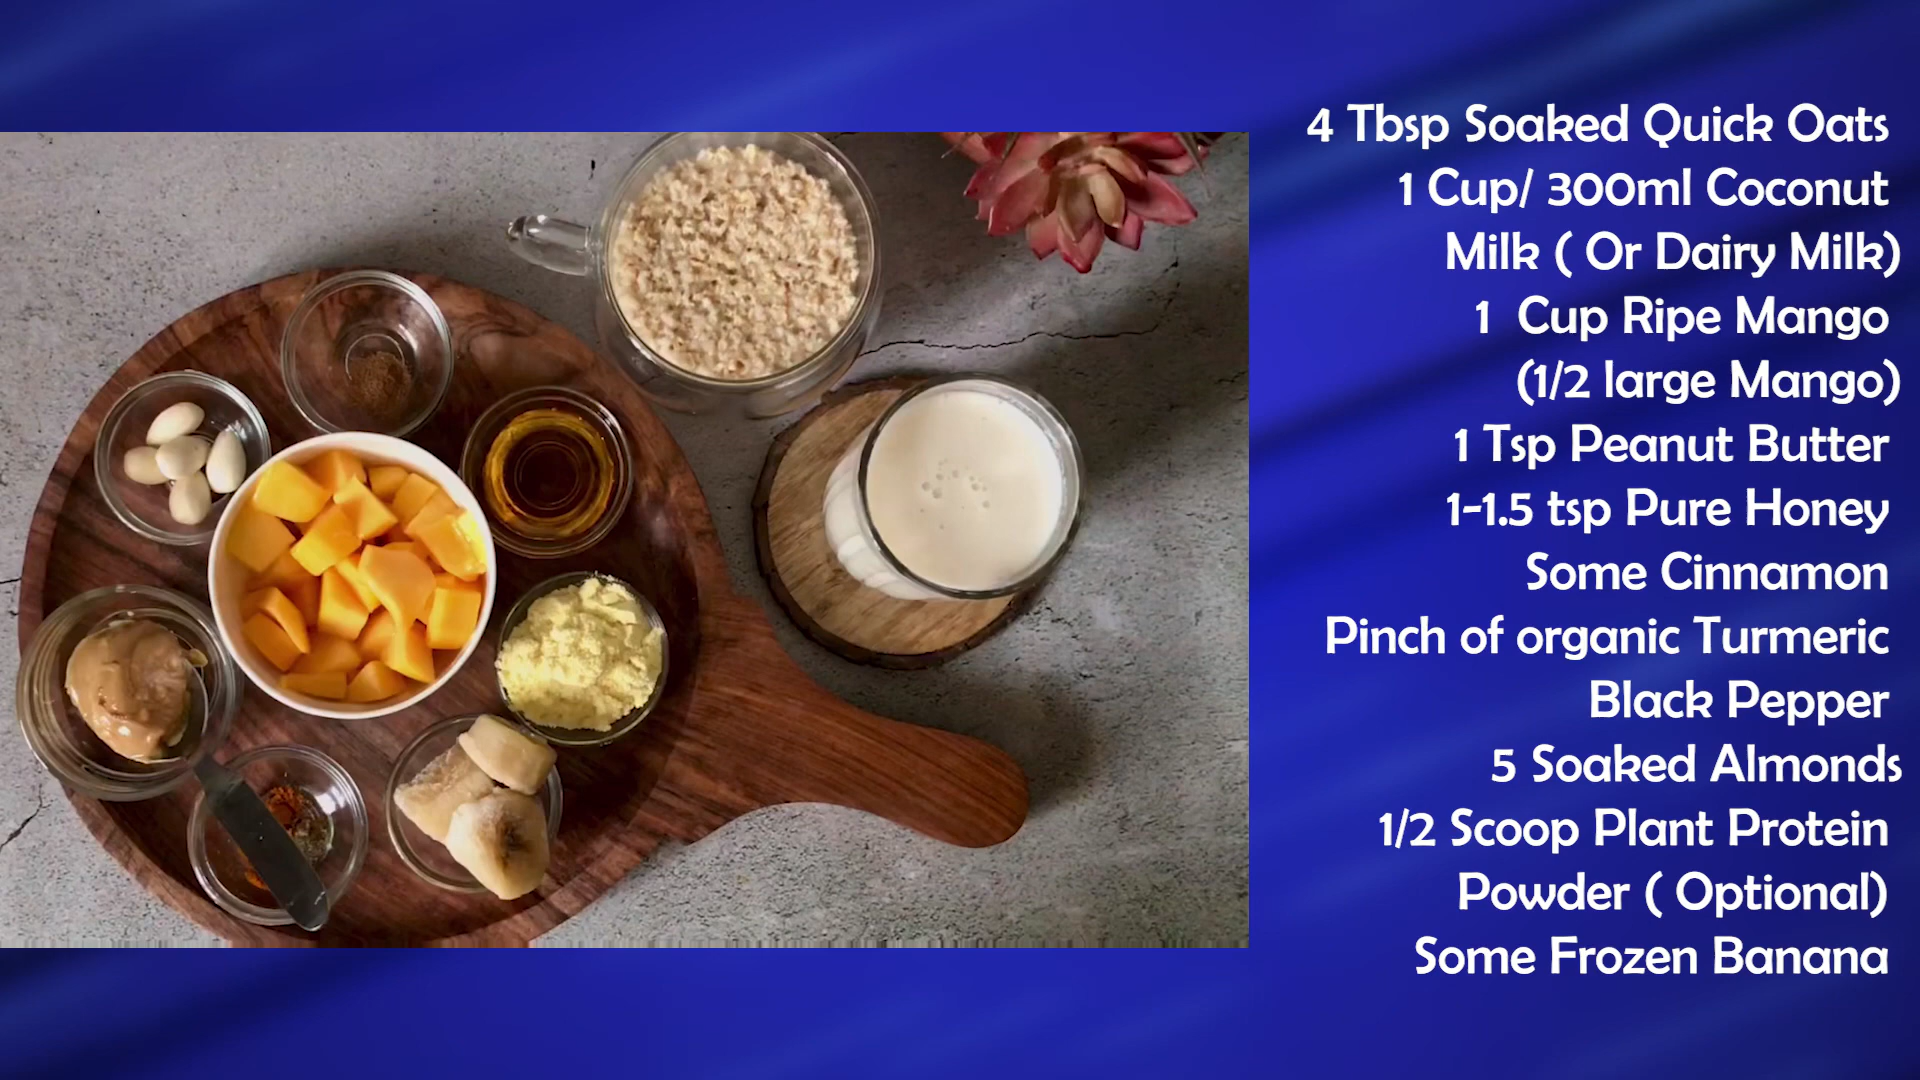 4 Tbsp Soaked Quick Oats
1 Cup/ 300ml Coconut
Milk ( Or Dairy Milk)
1 Cup Ripe Mango
(1/2 large Mango)
1 Tsp Peanut Butter
1-1.5 tsp Pure Honey
Some Cinnamon
Pinch of organic Turmeric
Black Pepper
5 Soaked Almonds
1/2 Scoop Plant Protein
Powder ( Optional)
Some Frozen Banana